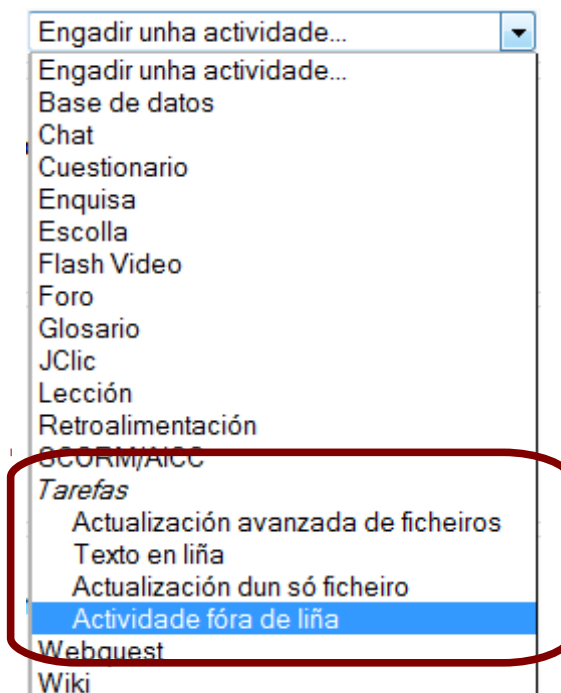 Engadir unha actividade...
Engadir unha actividade...
Base de datos
Chat
Cuestionario
Enquisa
Escolla
Flash Video
Foro
Glosario
JClic
Lección
Retroalimentación
SCORM/AICC
Tarefas
Actualización avanzada de ficheiros
Texto en liña
Actualización dun só ficheiro
Actividade fóra de liña
Webquest
Wiki